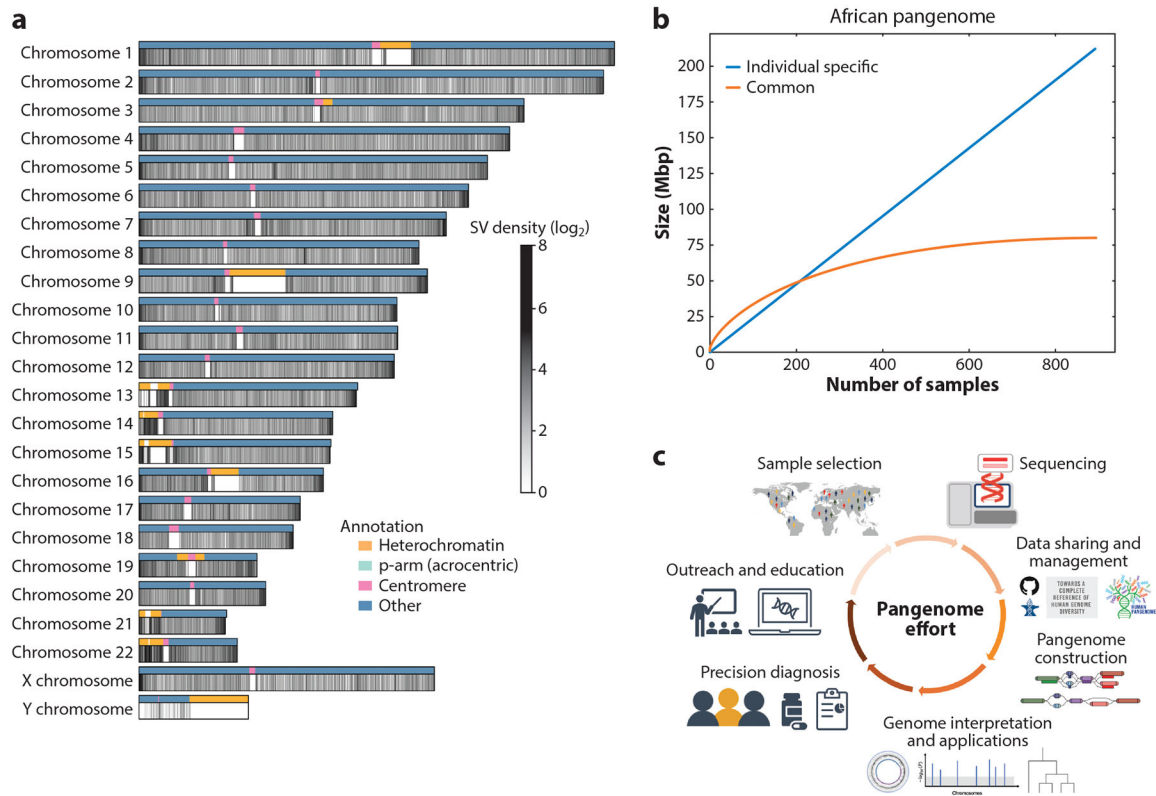 a
Chromosome 1
Chromosome 2
Chromosome 3
Chromosome 4
Chromosome 5
Chromosome 6
Chromosome 7
Chromosome 8
Chromosome 9
Chromosome 10
Chromosome 11
Chromosome 12
Chromosome 13
Chromosome 14
Chromosome 15
Chromosome 16
Chromosome 17
Chromosome 18
Chromosome 19
Chromosome 20
Chromosome 21
Chromosome 22
X chromosome
Y chromosome
SV density (log₂)
8
6
4
2
0
Annotation
Heterochromatin
p-arm (acrocentric)
Centromere
Other
b
African pangenome
Individual specific
Common
Size (Mbp)
200
175
150
125
100
75
50
25
0
0
200
400
600
800
Number of samples
c
Sample selection
Sequencing
Data sharing and
management
TOWARDS A
COMPLETE
REFERENCE OF
HUMAN GENOME
DIVERSITY
HUMAN
PANGENOME
Pangenome
construction
Genome interpretation
and applications
−log₁₀(P)
Chromosomes
Precision diagnosis
Outreach and education
Pangenome
effort